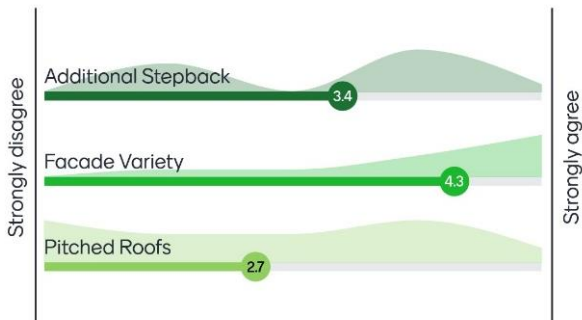 Strongly disagree
Additional Stepback
3.4
Facade Variety
4.3
Pitched Roofs
2.7
Strongly agree